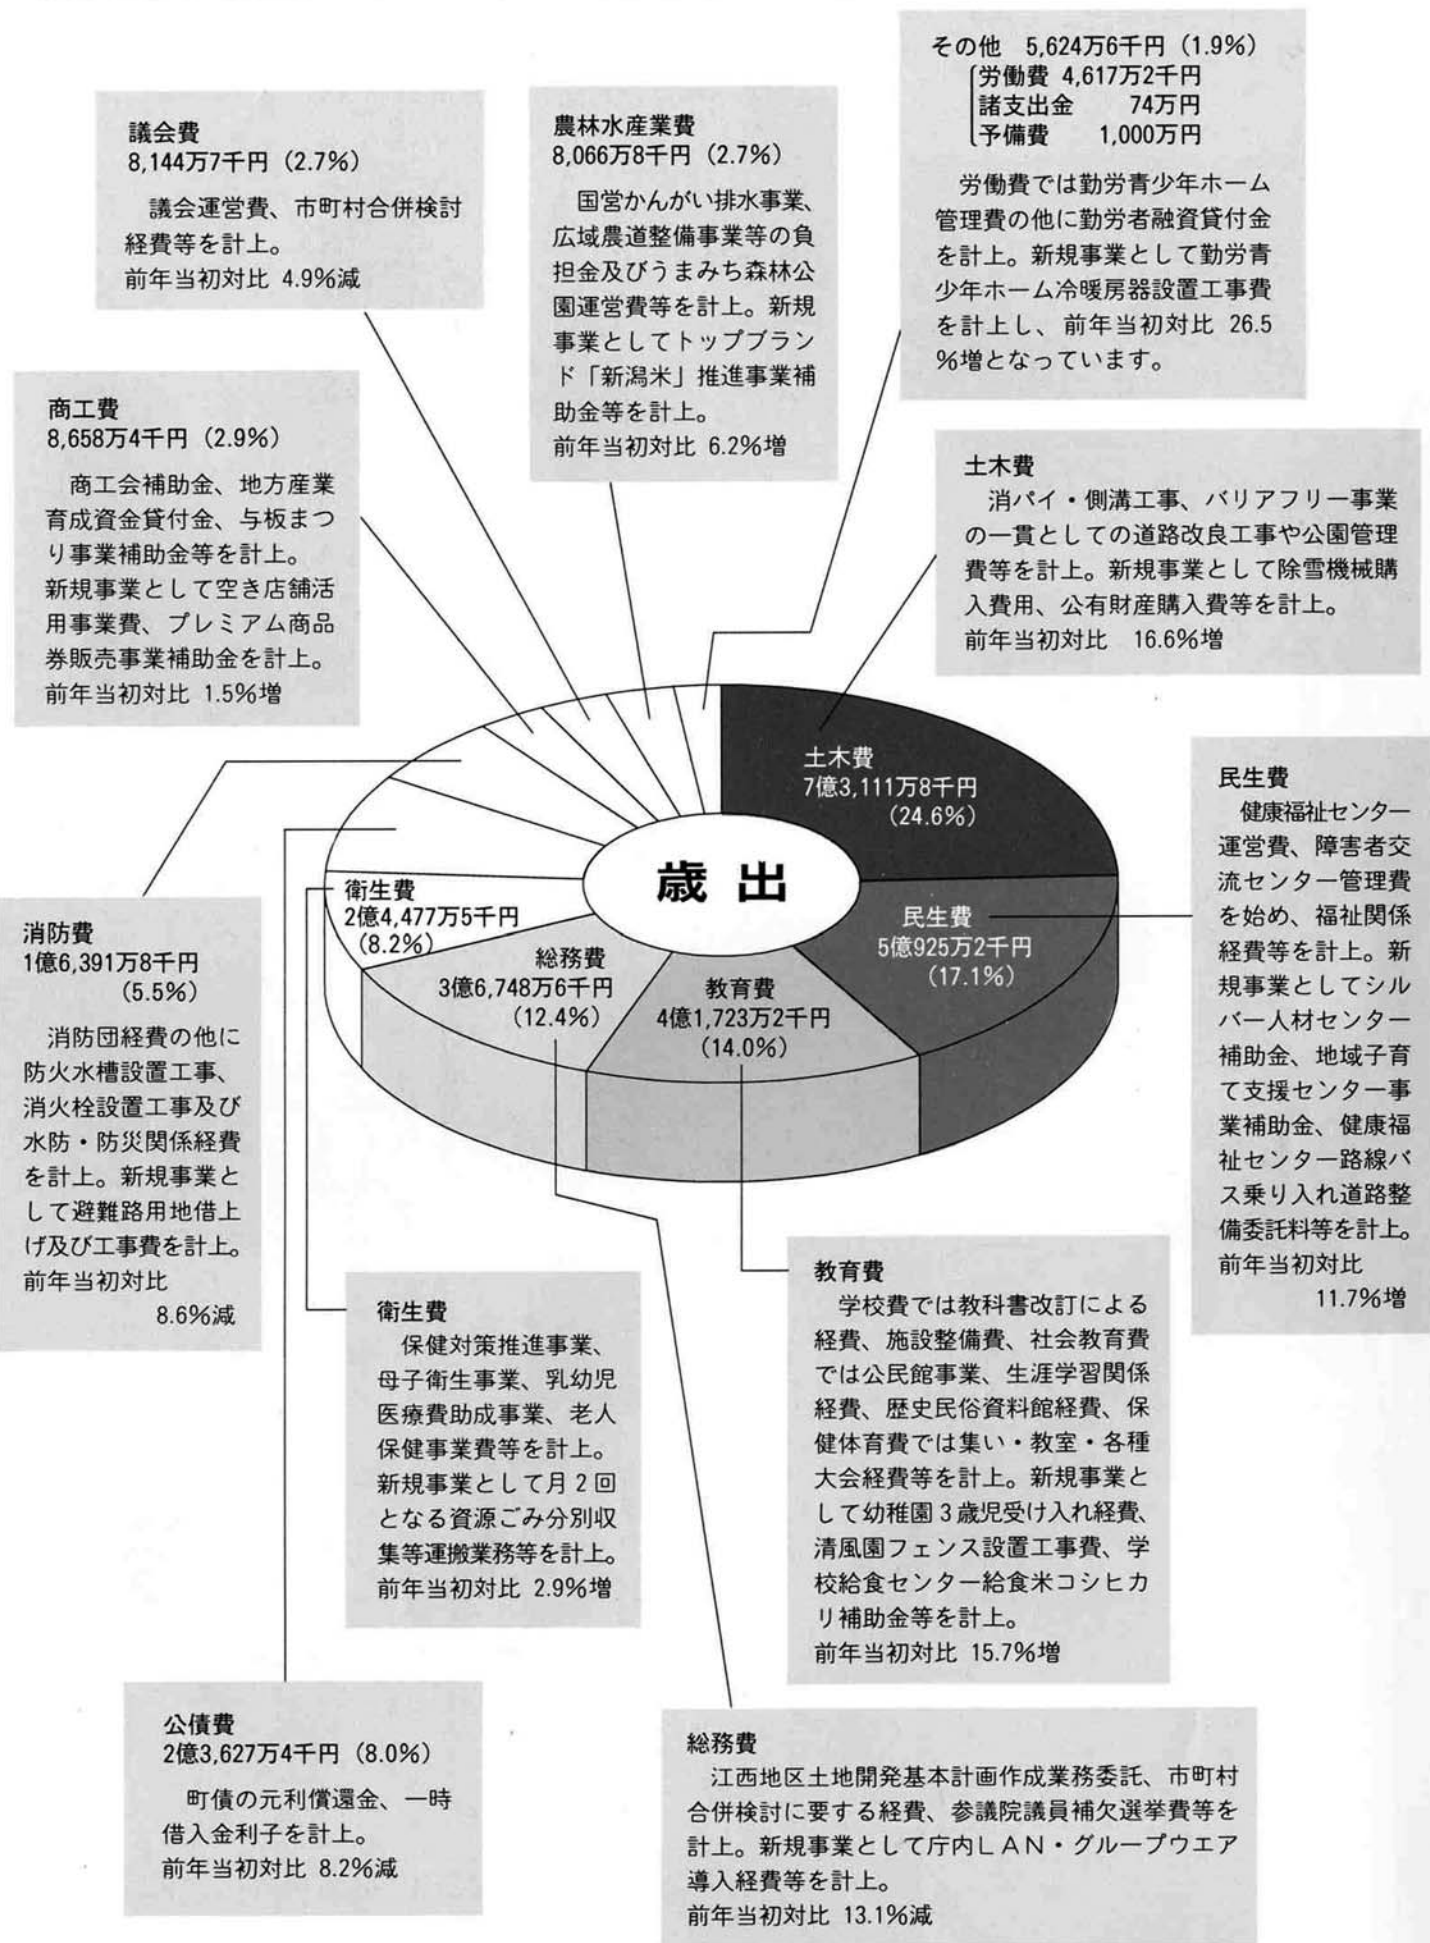 その他 5,624万6千円（1.9%）
労働費 4,617万2千円
諸支出金 74万円
予備費 1,000万円
労働費では勤労青少年ホーム
管理費の他に勤労者融資貸付金
を計上。新規事業として勤労青
少年ホーム冷暖房器設置工事費
を計上し、前年当初対比 26.5
%増となっています。
議会費
8,144万7千円（2.7%）
議会運営費、市町村合併検討
経費等を計上。
前年当初対比 4.9%減
農林水産業費
8,066万8千円（2.7%）
国営かんがい排水事業、
広域農道整備事業等の負
担金及びうまみち森林公
園運営費等を計上。新規
事業としてトップブラン
ド「新潟米」推進事業補
助金等を計上。
前年当初対比 6.2%増
商工費
8,658万4千円（2.9%）
商工会補助金、地方産業
育成資金貸付金、与板まつ
り事業補助金等を計上。
新規事業として空き店舗活
用事業費、プレミアム商品
券販売事業補助金を計上。
前年当初対比 1.5%増
土木費
消パイ・側溝工事、バリアフリー事業
の一貫としての道路改良工事や公園管理
費等を計上。新規事業として除雪機械購
入費用、公有財産購入費等を計上。
前年当初対比 16.6%増
土木費
7億3,111万8千円
（24.6%）
歳出
民生費
5億925万2千円
（17.1%）
教育費
4億1,723万2千円
（14.0%）
総務費
3億6,748万6千円
（12.4%）
衛生費
2億4,477万5千円
（8.2%）
民生費
健康福祉センター
運営費、障害者交
流センター管理費
を始め、福祉関係
経費等を計上。新
規事業としてシル
バー人材センター
補助金、地域子育
て支援センター事
業補助金、健康福
祉センター路線バ
ス乗り入れ道路整
備委託料等を計上。
前年当初対比
11.7%増
消防費
1億6,391万8千円
（5.5%）
消防団経費の他に
防火水槽設置工事、
消火栓設置工事及び
水防・防災関係経費
を計上。新規事業と
して避難路用地借上
げ及び工事費を計上。
前年当初対比
8.6%減
衛生費
保健対策推進事業、
母子衛生事業、乳幼児
医療費助成事業、老人
保健事業費等を計上。
新規事業として月2回
となる資源ごみ分別収
集等運搬業務等を計上。
前年当初対比 2.9%増
教育費
学校費では教科書改訂による
経費、施設整備費、社会教育費
では公民館事業、生涯学習関係
経費、歴史民俗資料館経費、保
健体育費では集い・教室・各種
大会経費等を計上。新規事業と
して幼稚園3歳児受け入れ経費、
清風園フェンス設置工事費、学
校給食センター給食米コシヒカ
リ補助金等を計上。
前年当初対比 15.7%増
公債費
2億3,627万4千円（8.0%）
町債の元利償還金、一時
借入金利子を計上。
前年当初対比 8.2%減
総務費
江西地区土地開発基本計画作成業務委託、市町村
合併検討に要する経費、参議院議員補欠選挙費等を
計上。新規事業として庁内ＬＡＮ・グループウエア
導入経費等を計上。
前年当初対比 13.1%減